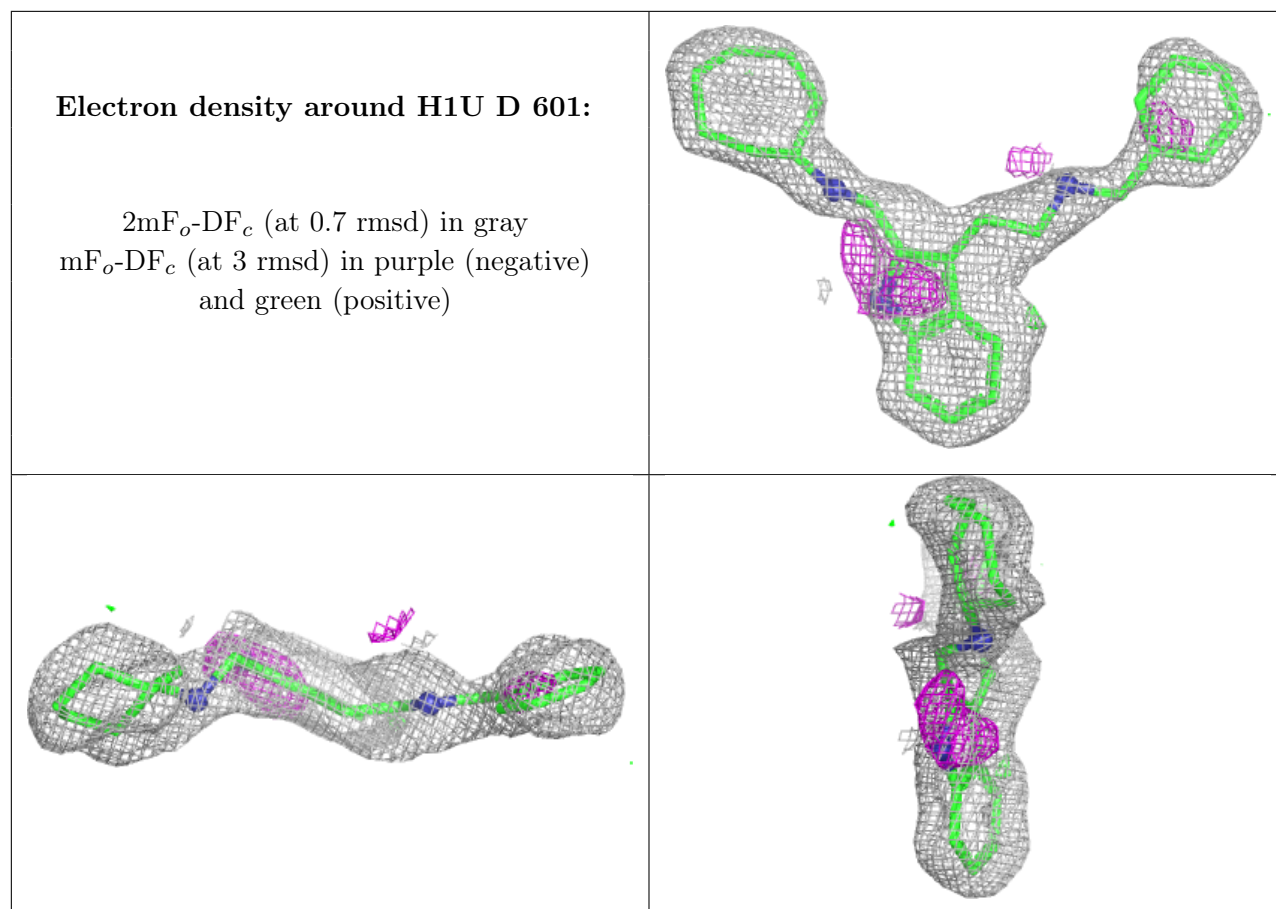 Electron density around H1U D 601:
2mFo-DFc (at 0.7 rmsd) in gray
mFo-DFc (at 3 rmsd) in purple (negative)
and green (positive)